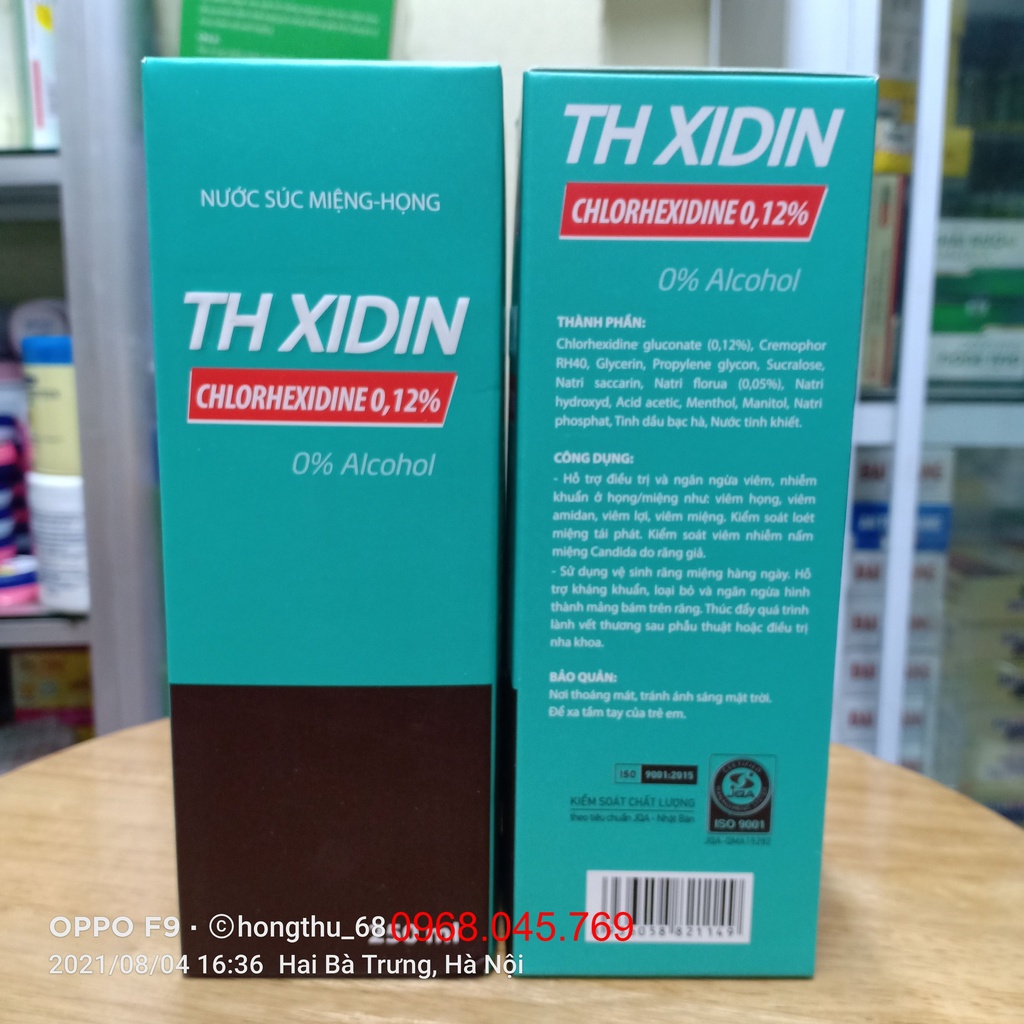 NƯỚC SÚC MIỆNG-HỌNG
TH XIDIN
CHLORHEXIDINE 0,12%
0% Alcohol
TH XIDIN
CHLORHEXIDINE 0,12%
0% Alcohol
THÀNH PHẦN:
Chlorhexidine gluconate (0,12%), Cremophor
RH40, Glycerin, Propylene glycon, Sucralose,
Natri saccarin, Natri florua (0,05%), Natri
hydroxyd, Acid acetic, Menthol, Manitol, Natri
phosphat, Tinh dầu bạc hà, Nước tinh khiết.
CÔNG DỤNG:
- Hỗ trợ điều trị và ngăn ngừa viêm, nhiễm
khuẩn ở họng/miệng như: viêm họng, viêm
amidan, viêm lợi, viêm miệng. Kiểm soát loét
miệng tái phát. Kiểm soát viêm nhiễm nấm
miệng Candida do răng giả.
- Sử dụng vệ sinh răng miệng hàng ngày. Hỗ
trợ kháng khuẩn, loại bỏ và ngăn ngừa hình
thành mảng bám trên răng. Thúc đẩy quá trình
lành vết thương sau phẫu thuật hoặc điều trị
nha khoa.
BẢO QUẢN:
Nơi thoáng mát, tránh ánh sáng mặt trời.
Để xa tầm tay của trẻ em.
ISO 9001:2015
KIỂM SOÁT CHẤT LƯỢNG
theo tiêu chuẩn JQA - Nhật Bản
CERTIFIED
JQA
ISO 9001
OPPO F9 · ©hongthu_68 0968.045.769
2021/08/04 16:36 Hai Bà Trưng, Hà Nội